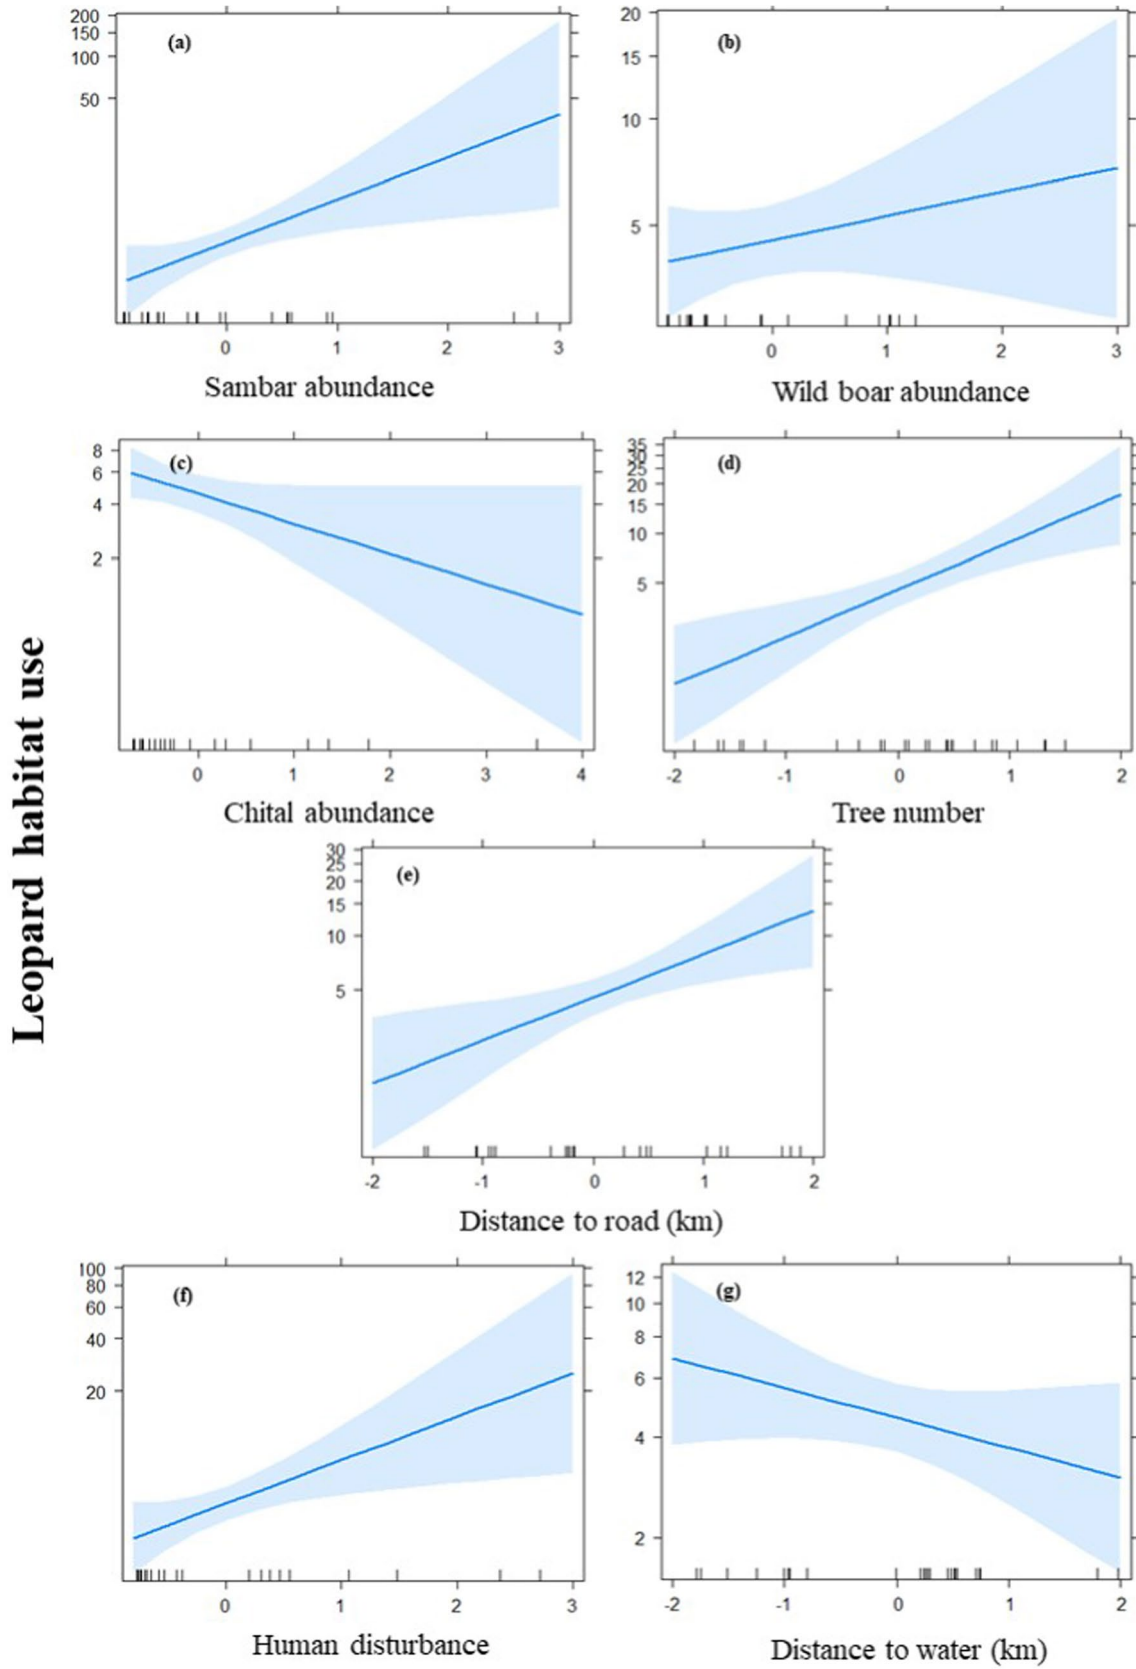 Leopard habitat use
(a)
200
150
100
50
0 1 2 3
Sambar abundance
(b)
20
15
10
5
0 1 2 3
Wild boar abundance
(c)
8
6
4
2
0 1 2 3 4
Chital abundance
(d)
35
30
25
20
15
10
5
-2 -1 0 1 2
Tree number
(e)
30
25
20
15
10
5
-2 -1 0 1 2
Distance to road (km)
(f)
100
80
60
40
20
0 1 2 3
Human disturbance
(g)
12
10
8
6
4
2
-2 -1 0 1 2
Distance to water (km)